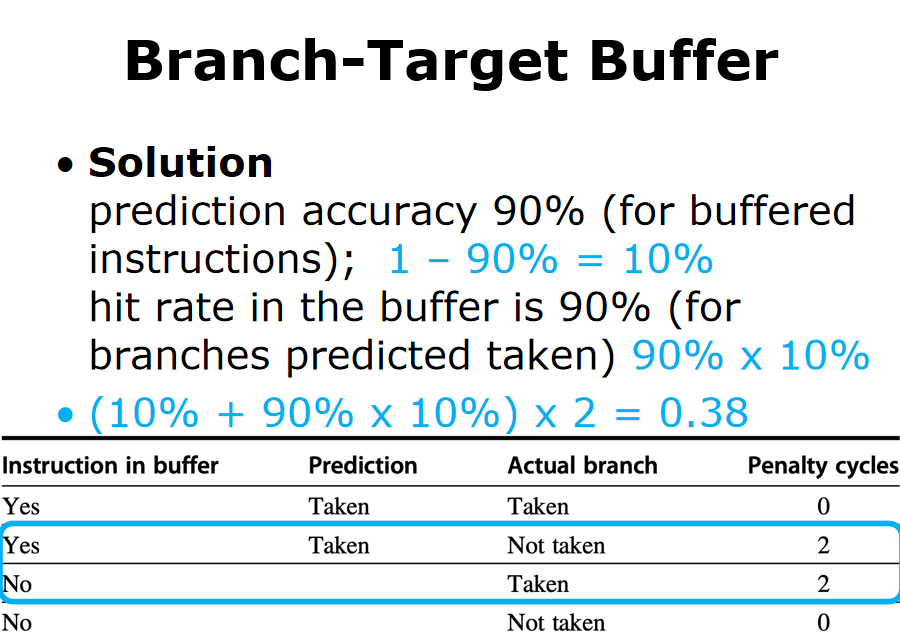 Branch-Target Buffer
• Solution
prediction accuracy 90% (for buffered
instructions); 1 – 90% = 10%
hit rate in the buffer is 90% (for
branches predicted taken) 90% x 10%
• (10% + 90% x 10%) x 2 = 0.38
Instruction in buffer Prediction Actual branch Penalty cycles
Yes Taken Taken 0
Yes Taken Not taken 2
No Taken 2
No Not taken 0